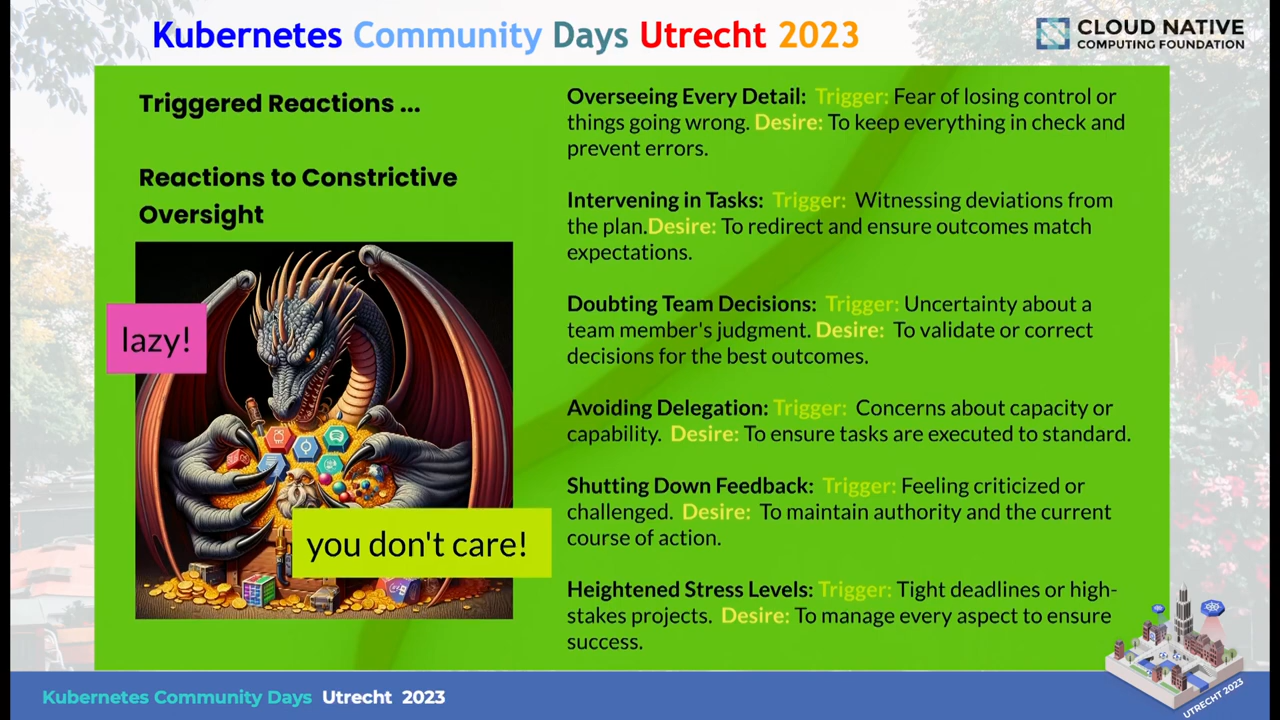 Kubernetes Community Days Utrecht 2023
CLOUD NATIVE
COMPUTING FOUNDATION
Triggered Reactions ...
Reactions to Constrictive
Oversight
lazy!
you don't care!
Overseeing Every Detail: Trigger: Fear of losing control or
things going wrong. Desire: To keep everything in check and
prevent errors.
Intervening in Tasks: Trigger: Witnessing deviations from
the plan.Desire: To redirect and ensure outcomes match
expectations.
Doubting Team Decisions: Trigger: Uncertainty about a
team member's judgment. Desire: To validate or correct
decisions for the best outcomes.
Avoiding Delegation: Trigger: Concerns about capacity or
capability. Desire: To ensure tasks are executed to standard.
Shutting Down Feedback: Trigger: Feeling criticized or
challenged. Desire: To maintain authority and the current
course of action.
Heightened Stress Levels: Trigger: Tight deadlines or high-
stakes projects. Desire: To manage every aspect to ensure
success.
Kubernetes Community Days Utrecht 2023
UTRECHT 2023